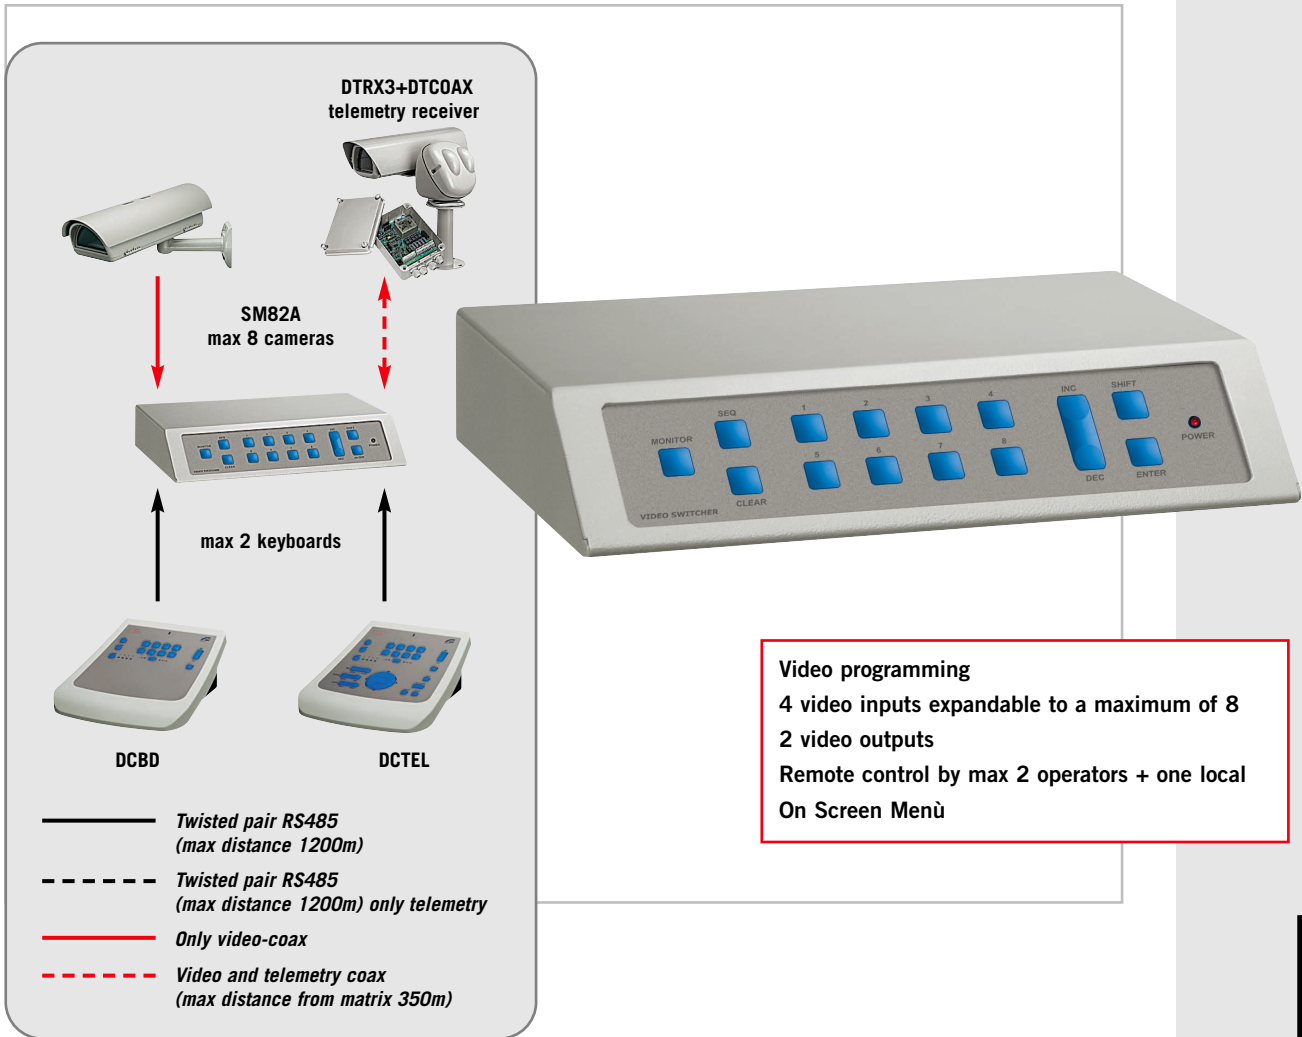 DTRX3+DTCOAX
telemetry receiver
SM82A
max 8 cameras
max 2 keyboards
DCBD
DCTEL
Twisted pair RS485
(max distance 1200m)
Twisted pair RS485
(max distance 1200m) only telemetry
Only video-coax
Video and telemetry coax
(max distance from matrix 350m)
MONITOR
SEQ
CLEAR
1
2
3
4
5
6
7
8
INC
DEC
SHIFT
ENTER
POWER
VIDEO SWITCHER
Video programming
4 video inputs expandable to a maximum of 8
2 video outputs
Remote control by max 2 operators + one local
On Screen Menù